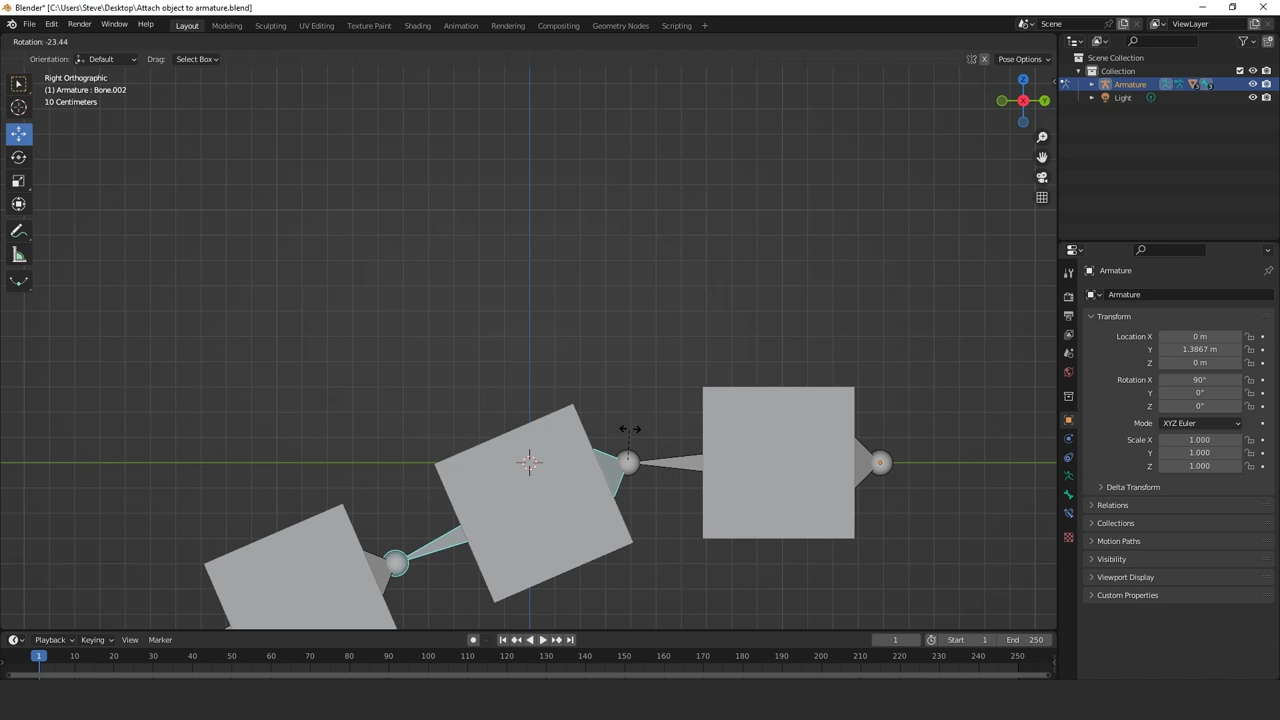 Blender* [C:\Users\Steve\Desktop\Attach object to armature.blend]
File Edit Render Window Help Layout Modeling Sculpting UV Editing Texture Paint Shading Animation Rendering Compositing Geometry Nodes Scripting Scene ViewLayer
Rotation: -23.44
Orientation: Default Drag: Select Box X Pose Options
Right Orthographic
(1) Armature : Bone.002
10 Centimeters
Z
X
Y
Scene Collection
Collection
Armature
Light
Armature
Armature
Transform
Location X 0 m
Y 1.3867 m
Z 0 m
Rotation X 90°
Y 0°
Z 0°
Mode XYZ Euler
Scale X 1.000
Y 1.000
Z 1.000
Delta Transform
Relations
Collections
Motion Paths
Visibility
Viewport Display
Custom Properties
Playback Keying View Marker 1 Start 1 End 250
1 10 20 30 40 50 60 70 80 90 100 110 120 130 140 150 160 170 180 190 200 210 220 230 240 250